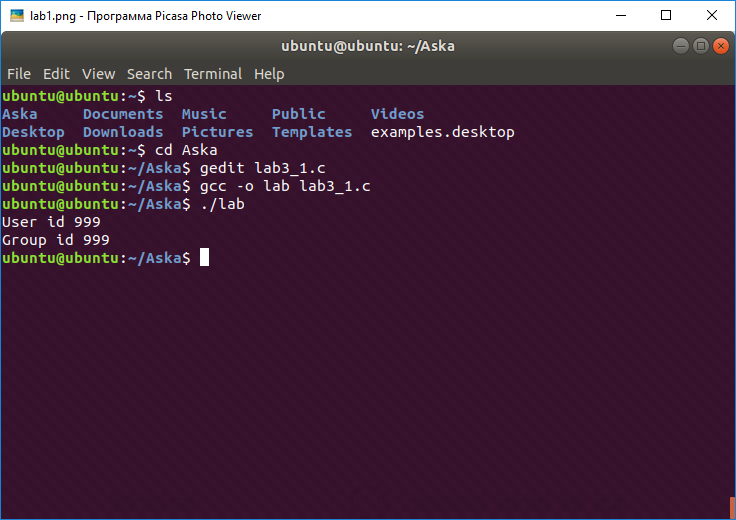 lab1.png - Программа Picasa Photo Viewer
ubuntu@ubuntu: ~/Aska
File Edit View Search Terminal Help
ubuntu@ubuntu:~$ ls
Aska Documents Music Public Videos
Desktop Downloads Pictures Templates examples.desktop
ubuntu@ubuntu:~$ cd Aska
ubuntu@ubuntu:~/Aska$ gedit lab3_1.c
ubuntu@ubuntu:~/Aska$ gcc -o lab lab3_1.c
ubuntu@ubuntu:~/Aska$ ./lab
User id 999
Group id 999
ubuntu@ubuntu:~/Aska$